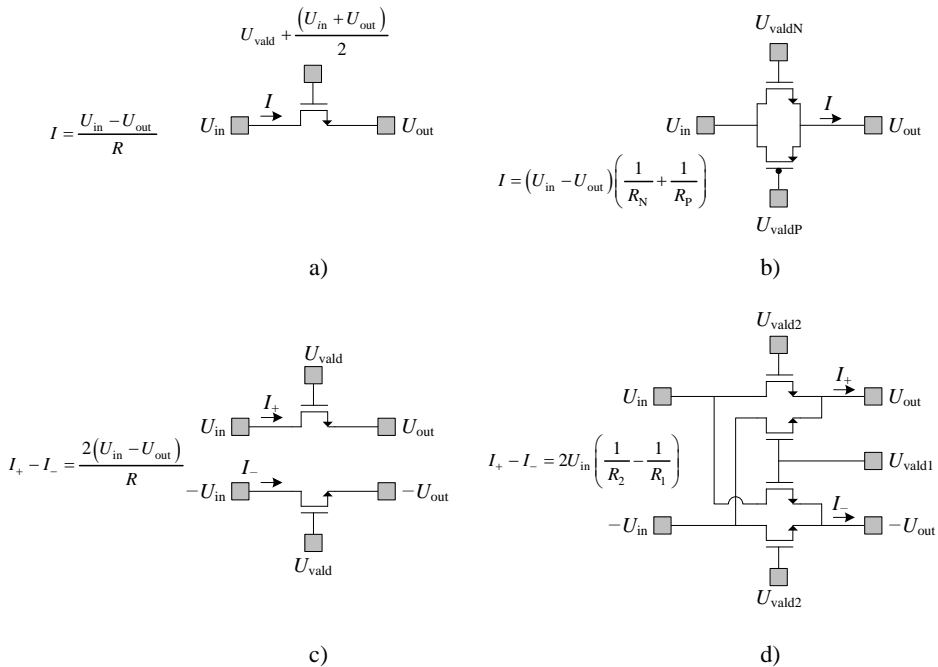 U_vald + (U_in + U_out) / 2
I = (U_in − U_out) / R
U_in
I
U_out
a)
U_valdN
U_in
I
U_out
I = (U_in − U_out)(1/R_N + 1/R_P)
U_valdP
b)
U_vald
U_in
I_+
U_out
I_+ − I_− = 2(U_in − U_out) / R
I_−
−U_in
−U_out
U_vald
c)
U_vald2
U_in
I_+
U_out
I_+ − I_− = 2U_in(1/R_2 − 1/R_1)
U_vald1
−U_in
I_−
−U_out
U_vald2
d)